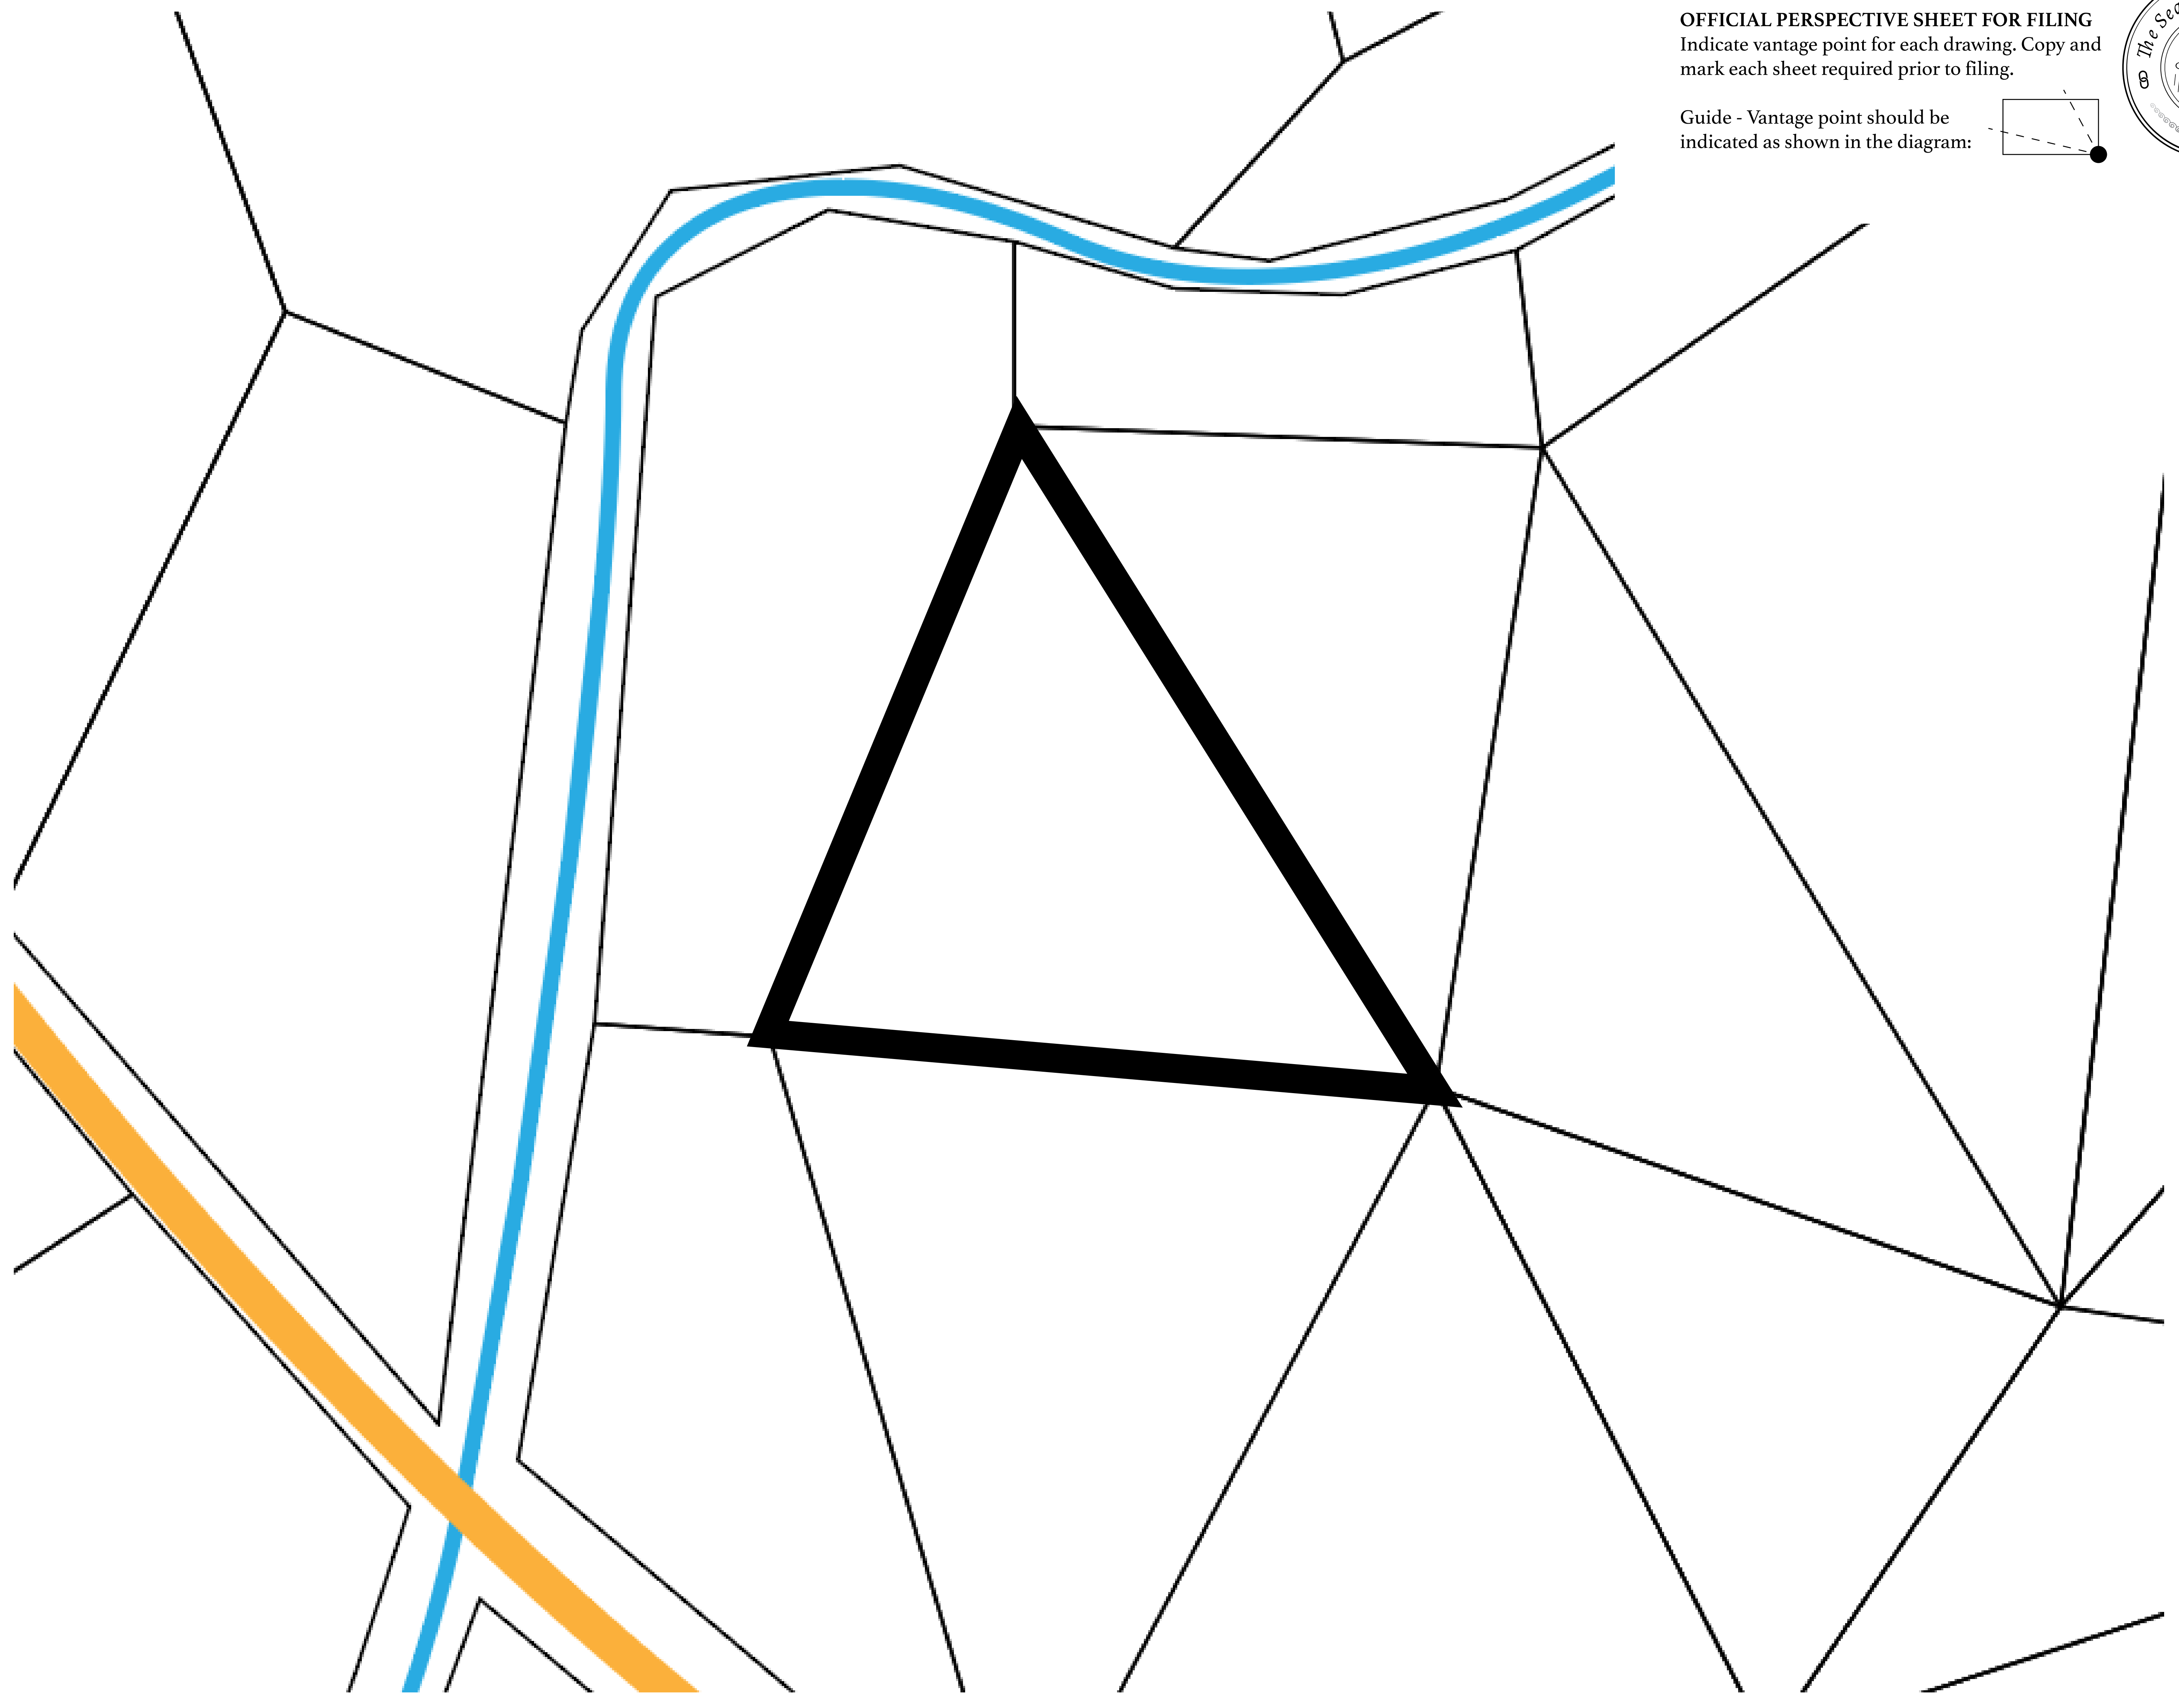 OFFICIAL PERSPECTIVE SHEET FOR FILING
Indicate vantage point for each drawing. Copy and
mark each sheet required prior to filing.
Guide - Vantage point should be
indicated as shown in the diagram:
The